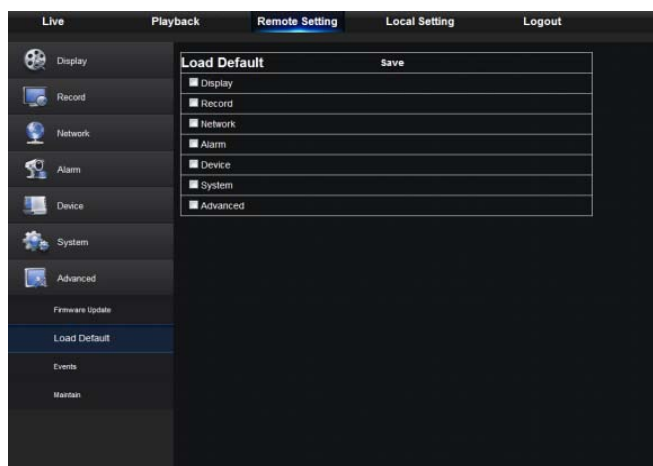 Live Playback Remote Setting Local Setting Logout
Display
Record
Network
Alarm
Device
System
Advanced
Firmware Update
Load Default
Events
Maintain
Load Default Save
Display
Record
Network
Alarm
Device
System
Advanced